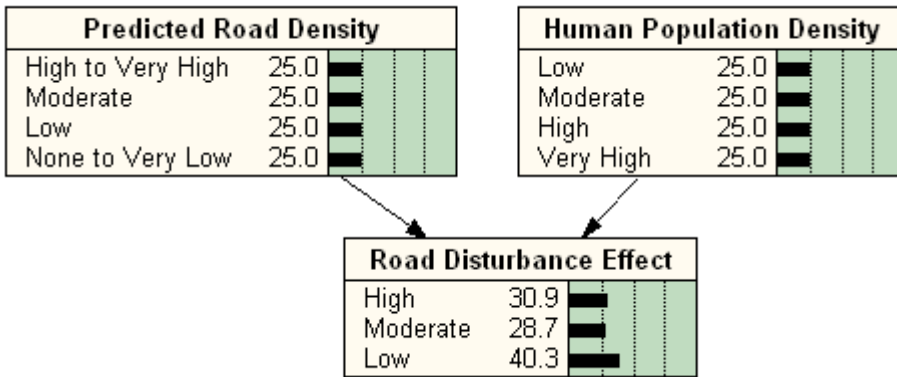 Predicted Road Density
High to Very High 25.0
Moderate 25.0
Low 25.0
None to Very Low 25.0
Human Population Density
Low 25.0
Moderate 25.0
High 25.0
Very High 25.0
Road Disturbance Effect
High 30.9
Moderate 28.7
Low 40.3